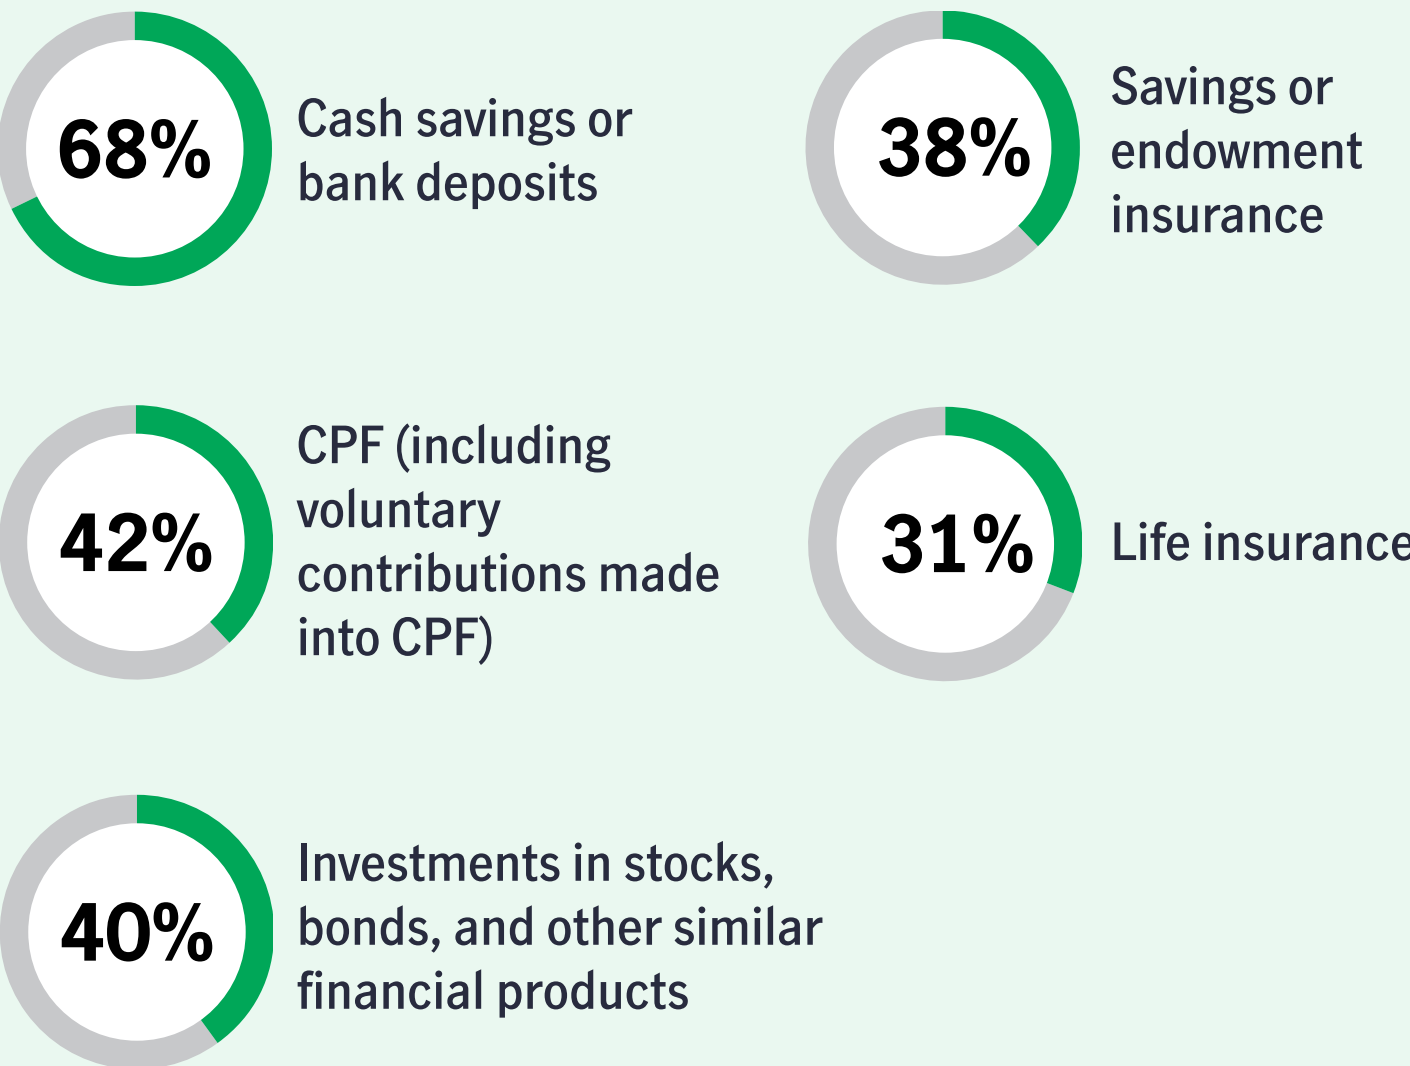 68%
Cash savings or
bank deposits
38%
Savings or
endowment
insurance
42%
CPF (including
voluntary
contributions made
into CPF)
31%
Life insurance
40%
Investments in stocks,
bonds, and other similar
financial products